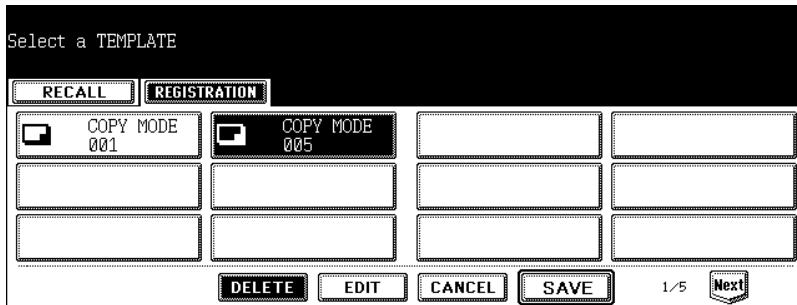 Select a TEMPLATE
RECALL REGISTRATION
COPY MODE COPY MODE
001 005
DELETE EDIT CANCEL SAVE 1/5 Next